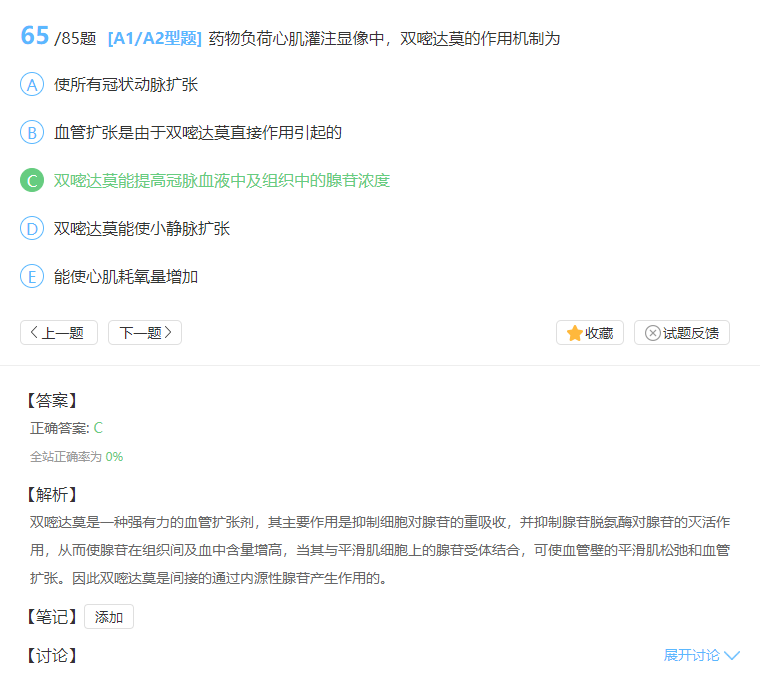 65 /85题 [A1/A2型题] 药物负荷心肌灌注显像中，双嘧达莫的作用机制为
A 使所有冠状动脉扩张
B 血管扩张是由于双嘧达莫直接作用引起的
C 双嘧达莫能提高冠脉血液中及组织中的腺苷浓度
D 双嘧达莫能使小静脉扩张
E 能使心肌耗氧量增加
上一题 下一题 收藏 试题反馈
【答案】
正确答案: C
全站正确率为 0%
【解析】
双嘧达莫是一种强有力的血管扩张剂，其主要作用是抑制细胞对腺苷的重吸收，并抑制腺苷脱氨酶对腺苷的灭活作
用，从而使腺苷在组织间及血中含量增高，当其与平滑肌细胞上的腺苷受体结合，可使血管壁的平滑肌松弛和血管
扩张。因此双嘧达莫是间接的通过内源性腺苷产生作用的。
【笔记】 添加
【讨论】 展开讨论